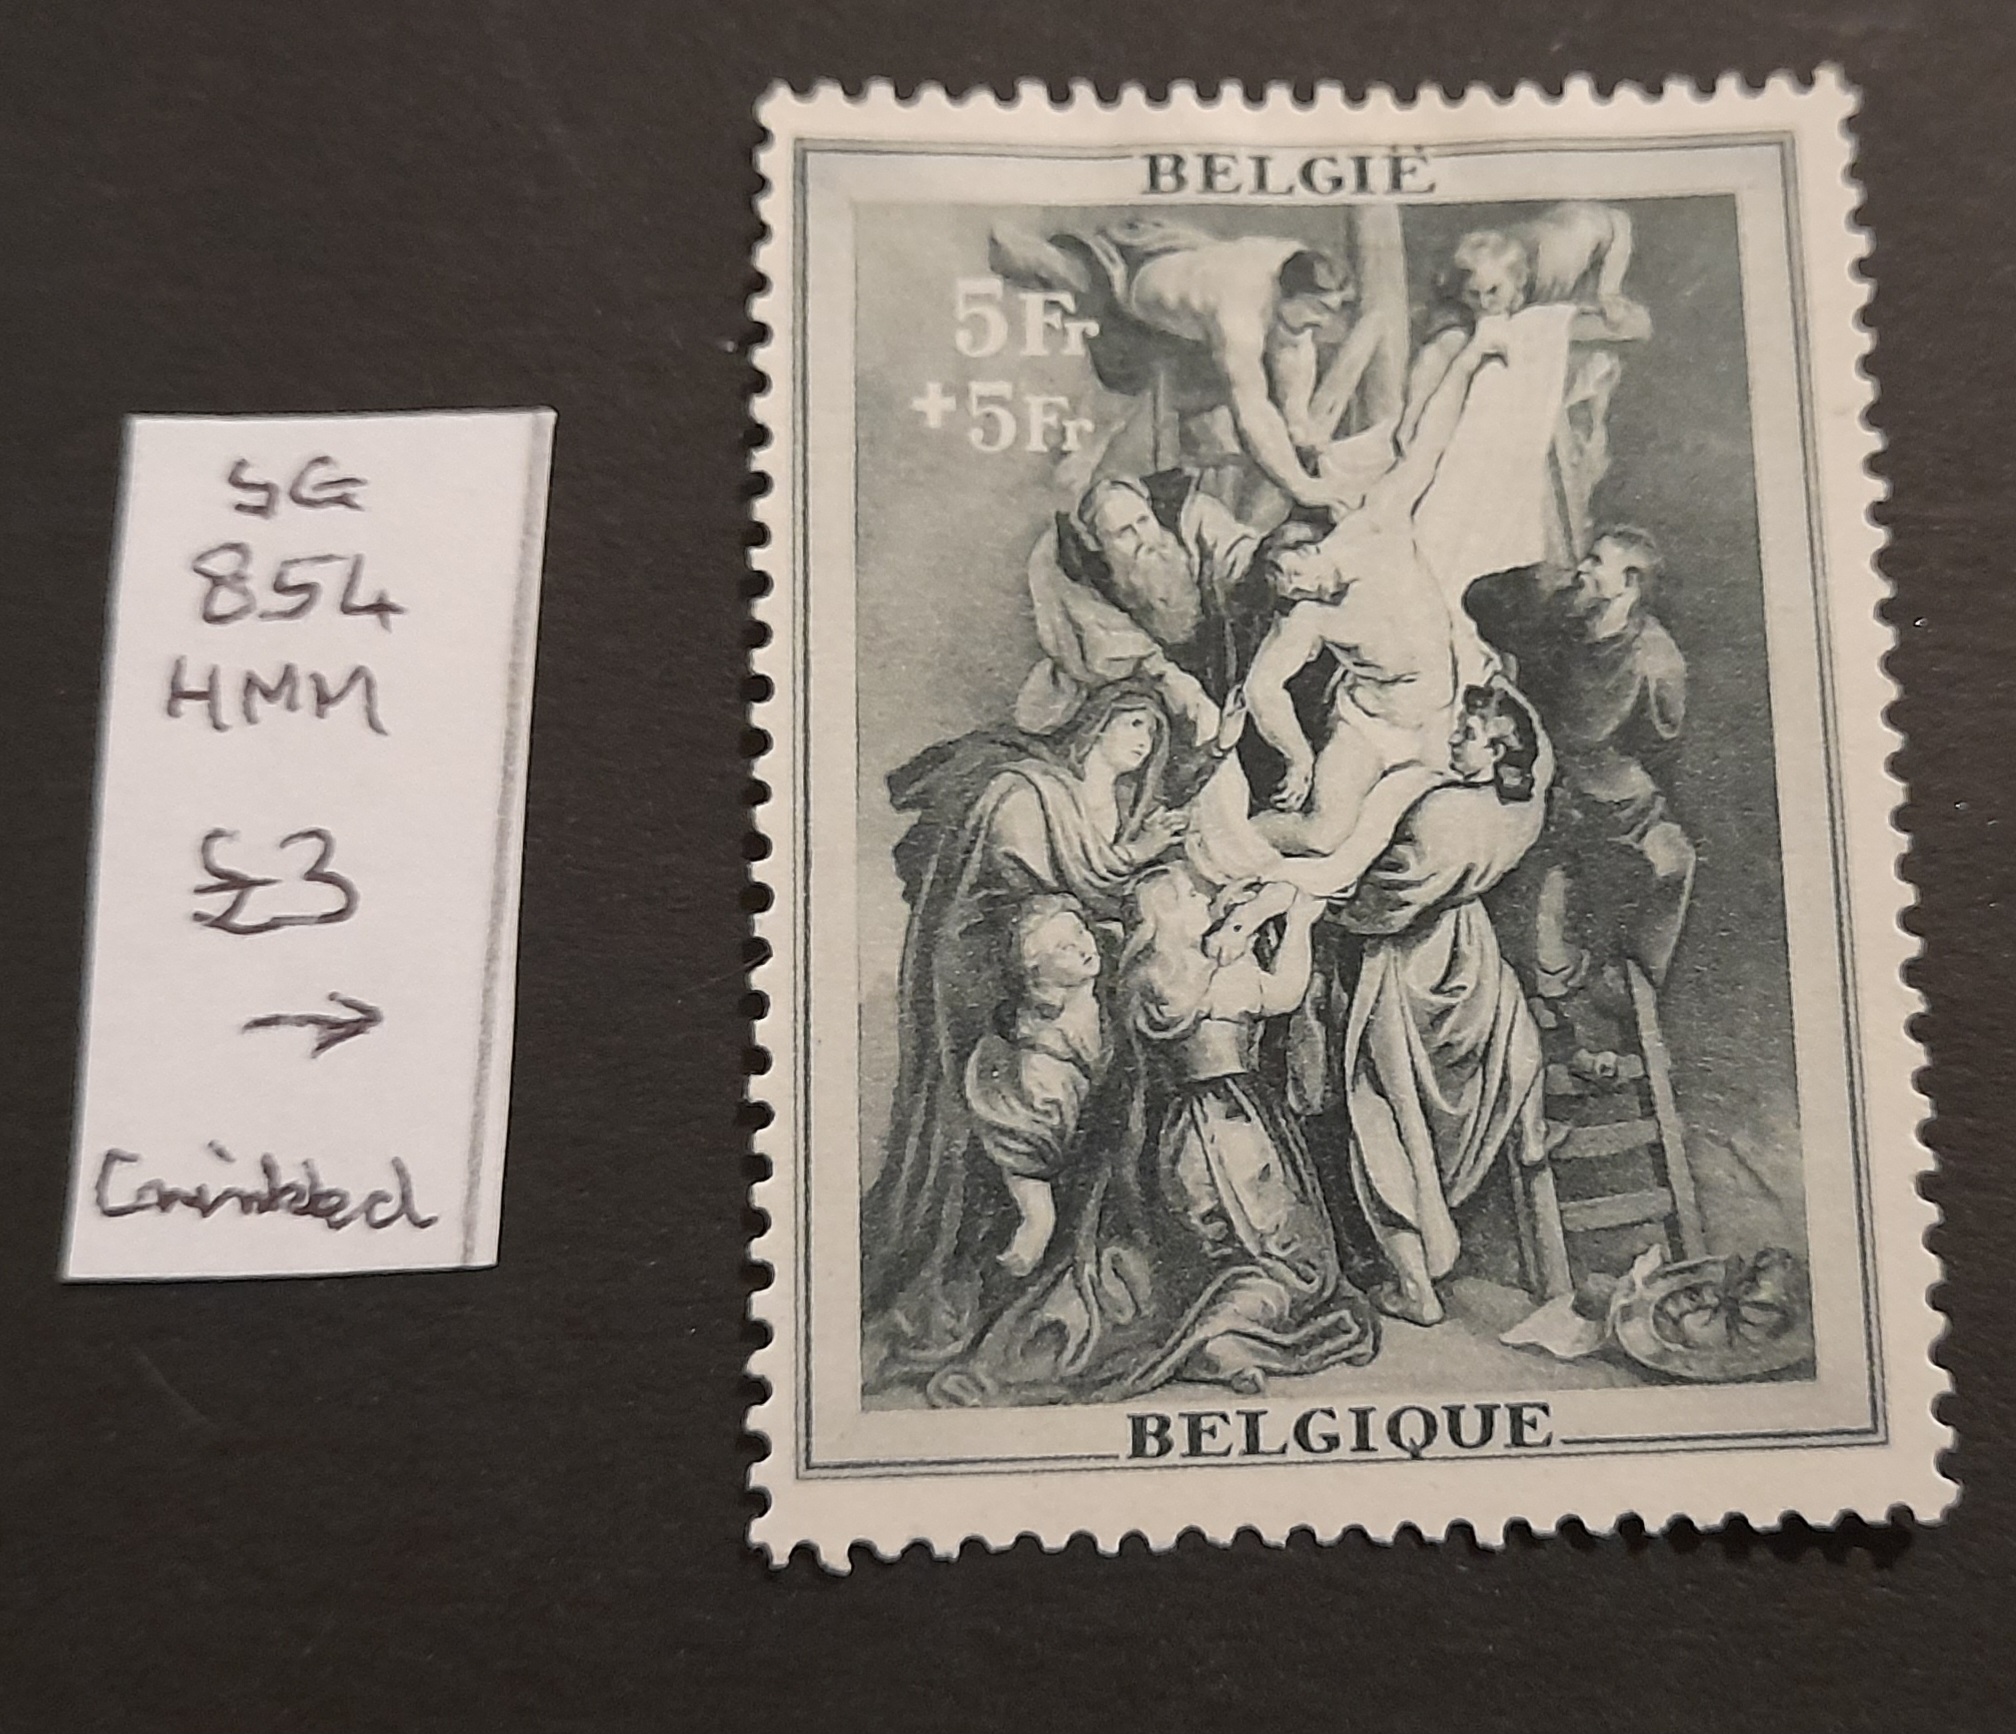 SG
854
HMM
£3
→
Crinkled
BELGIË
5Fr
+5Fr
BELGIQUE